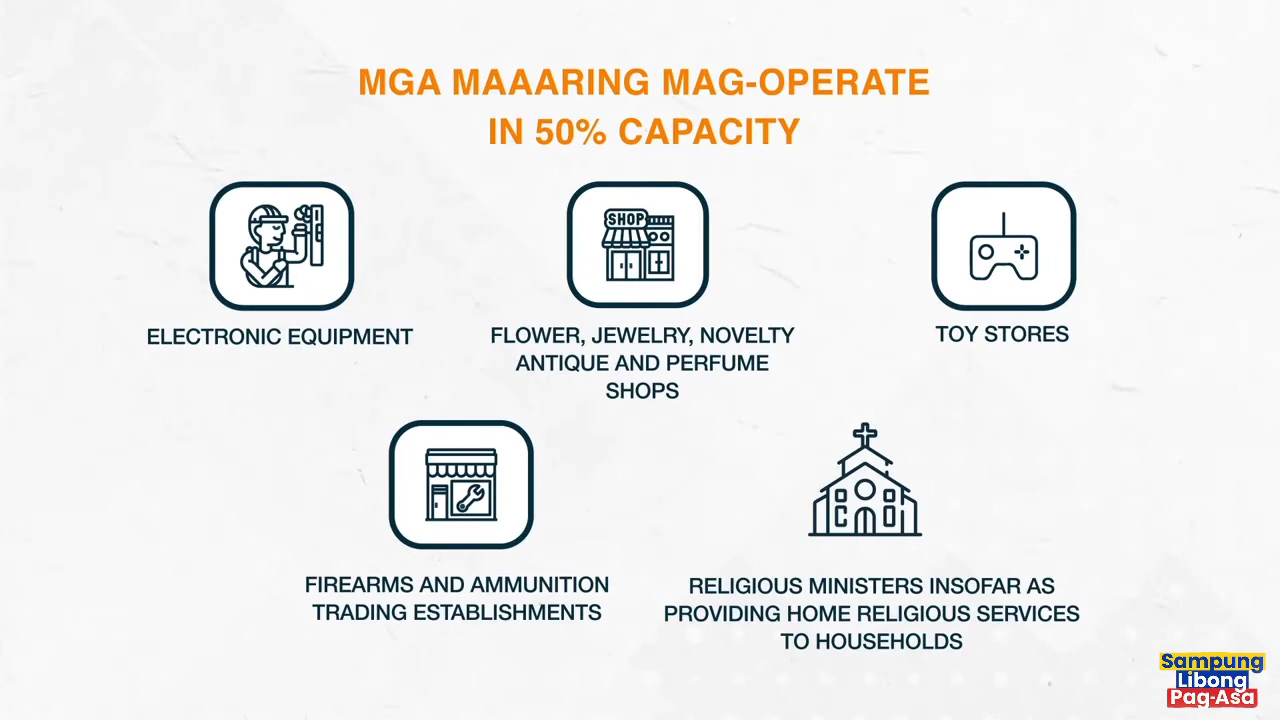 MGA MAAARING MAG-OPERATE
IN 50% CAPACITY
SHOP
ELECTRONIC EQUIPMENT
FLOWER, JEWELRY, NOVELTY
ANTIQUE AND PERFUME
SHOPS
TOY STORES
FIREARMS AND AMMUNITION
TRADING ESTABLISHMENTS
RELIGIOUS MINISTERS INSOFAR AS
PROVIDING HOME RELIGIOUS SERVICES
TO HOUSEHOLDS
Sampung
Libong
Pag-Asa